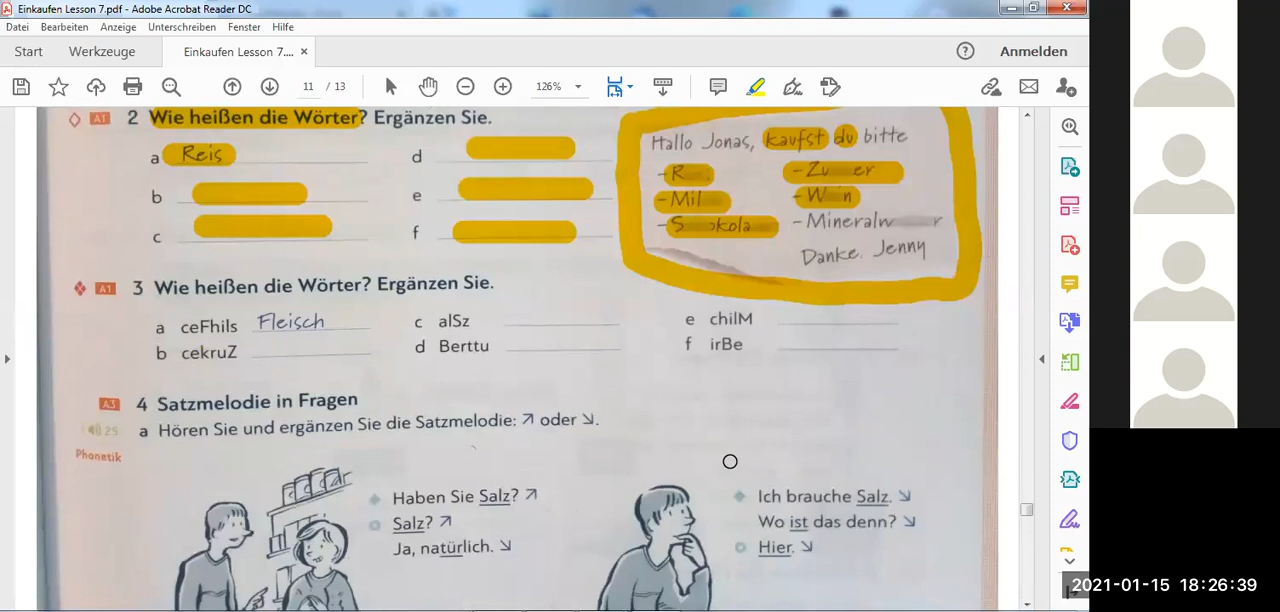 Einkaufen Lesson 7.pdf - Adobe Acrobat Reader DC
Datei Bearbeiten Anzeige Unterschreiben Fenster Hilfe
Start Werkzeuge Einkaufen Lesson 7.... × Anmelden
11 / 13 126%
A1 2 Wie heißen die Wörter? Ergänzen Sie.
a Reis
b
c
d
e
f
Hallo Jonas, kaufst du bitte
- R
- Mil
- S kola
- Zu er
- W n
- Mineralw r
Danke. Jenny
A1 3 Wie heißen die Wörter? Ergänzen Sie.
a ceFhils Fleisch
b cekruZ
c alSz
d Berttu
e chilM
f irBe
A3 4 Satzmelodie in Fragen
25 a Hören Sie und ergänzen Sie die Satzmelodie: ↗ oder ↘.
Phonetik
Haben Sie Salz? ↗
Salz? ↗
Ja, natürlich. ↘
Ich brauche Salz. ↘
Wo ist das denn? ↘
Hier. ↘
2021-01-15 18:26:39